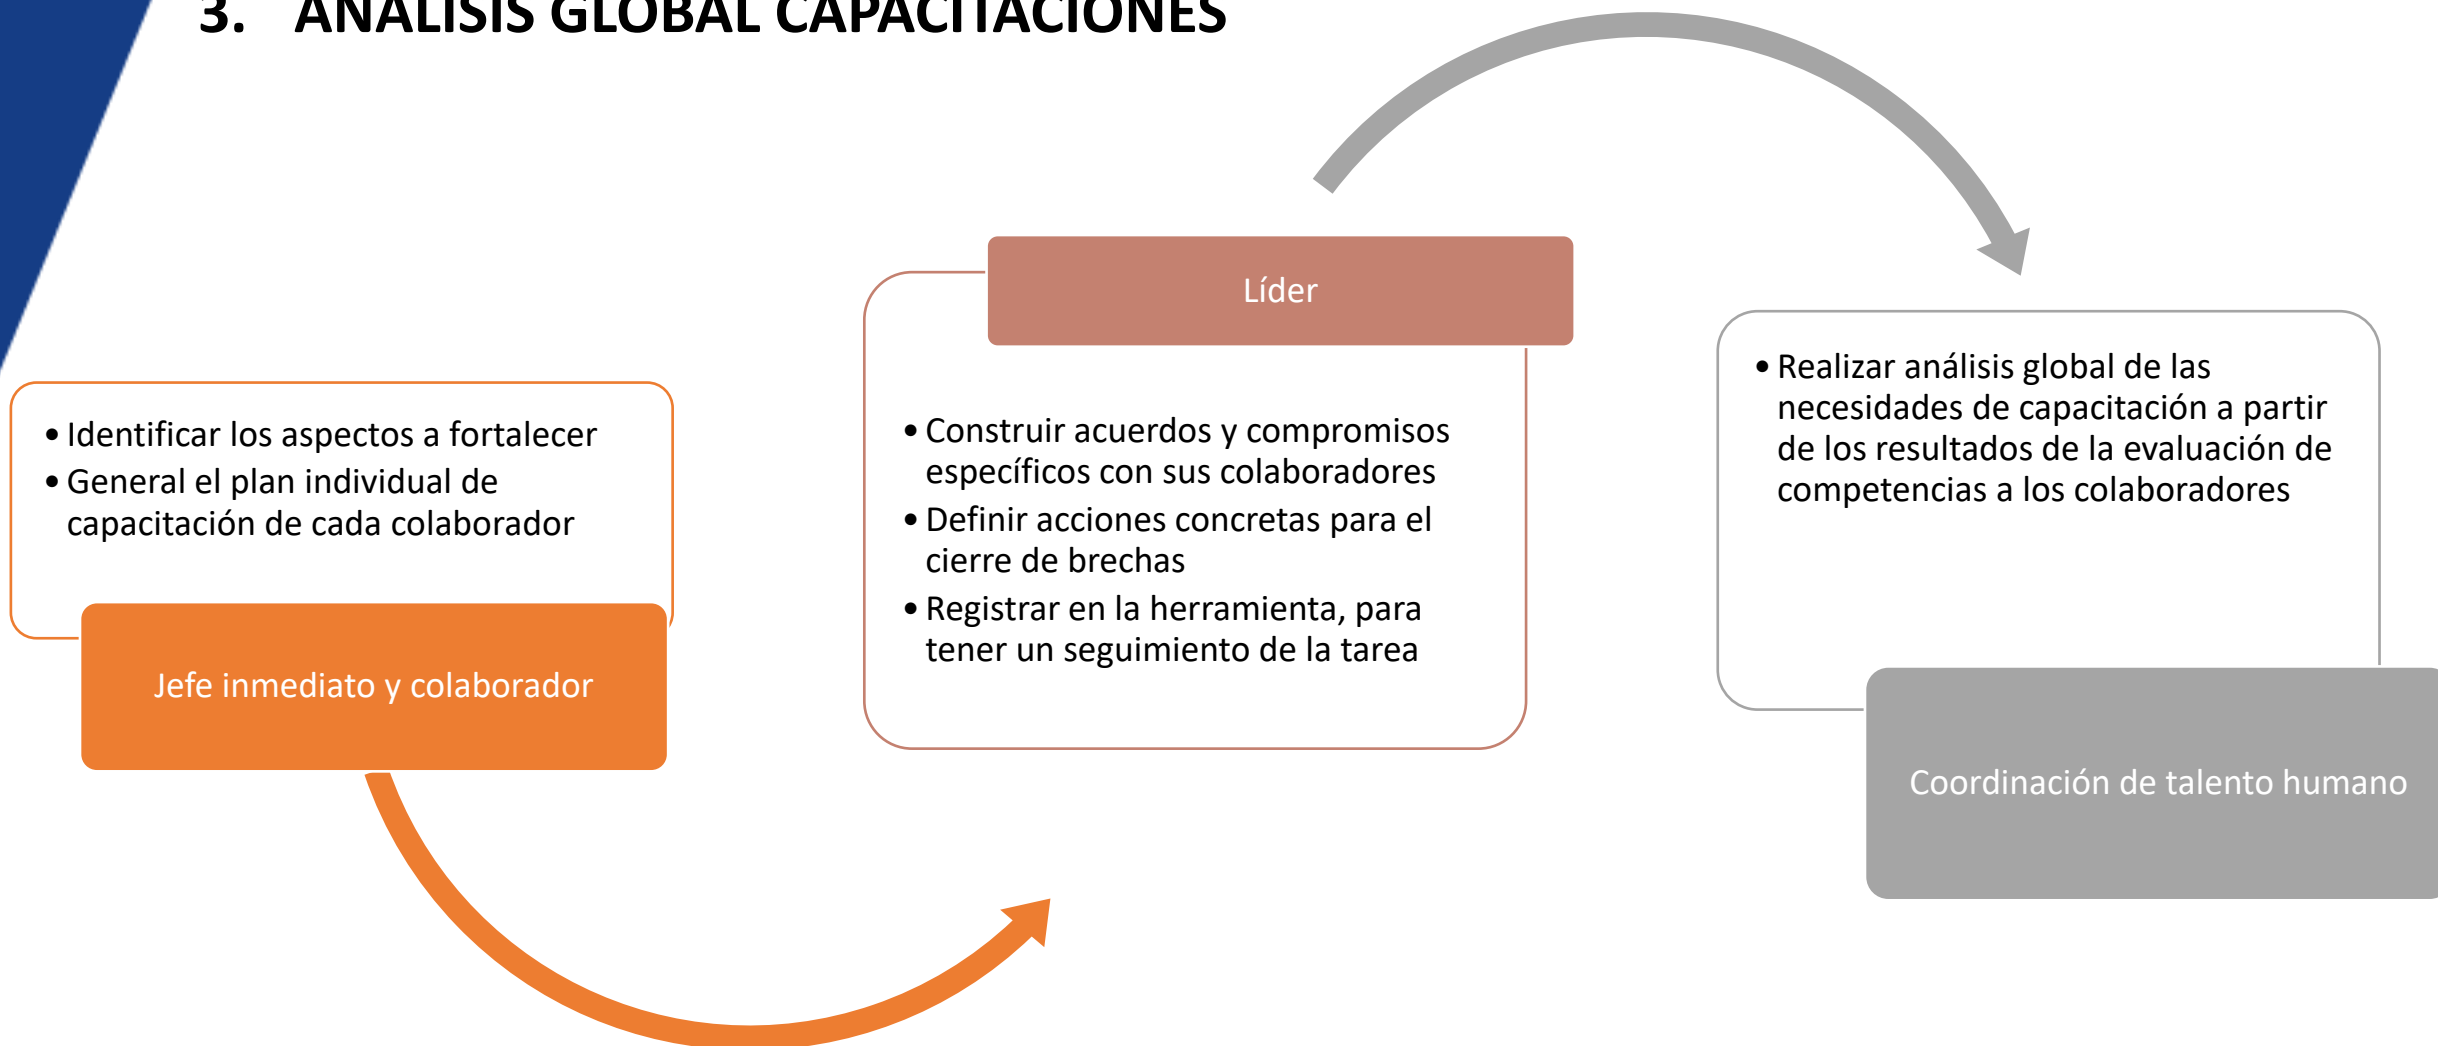 3. ANÁLISIS GLOBAL CAPACITACIONES
• Identificar los aspectos a fortalecer
• General el plan individual de
capacitación de cada colaborador
Jefe inmediato y colaborador
Líder
• Construir acuerdos y compromisos
específicos con sus colaboradores
• Definir acciones concretas para el
cierre de brechas
• Registrar en la herramienta, para
tener un seguimiento de la tarea
• Realizar análisis global de las
necesidades de capacitación a partir
de los resultados de la evaluación de
competencias a los colaboradores
Coordinación de talento humano